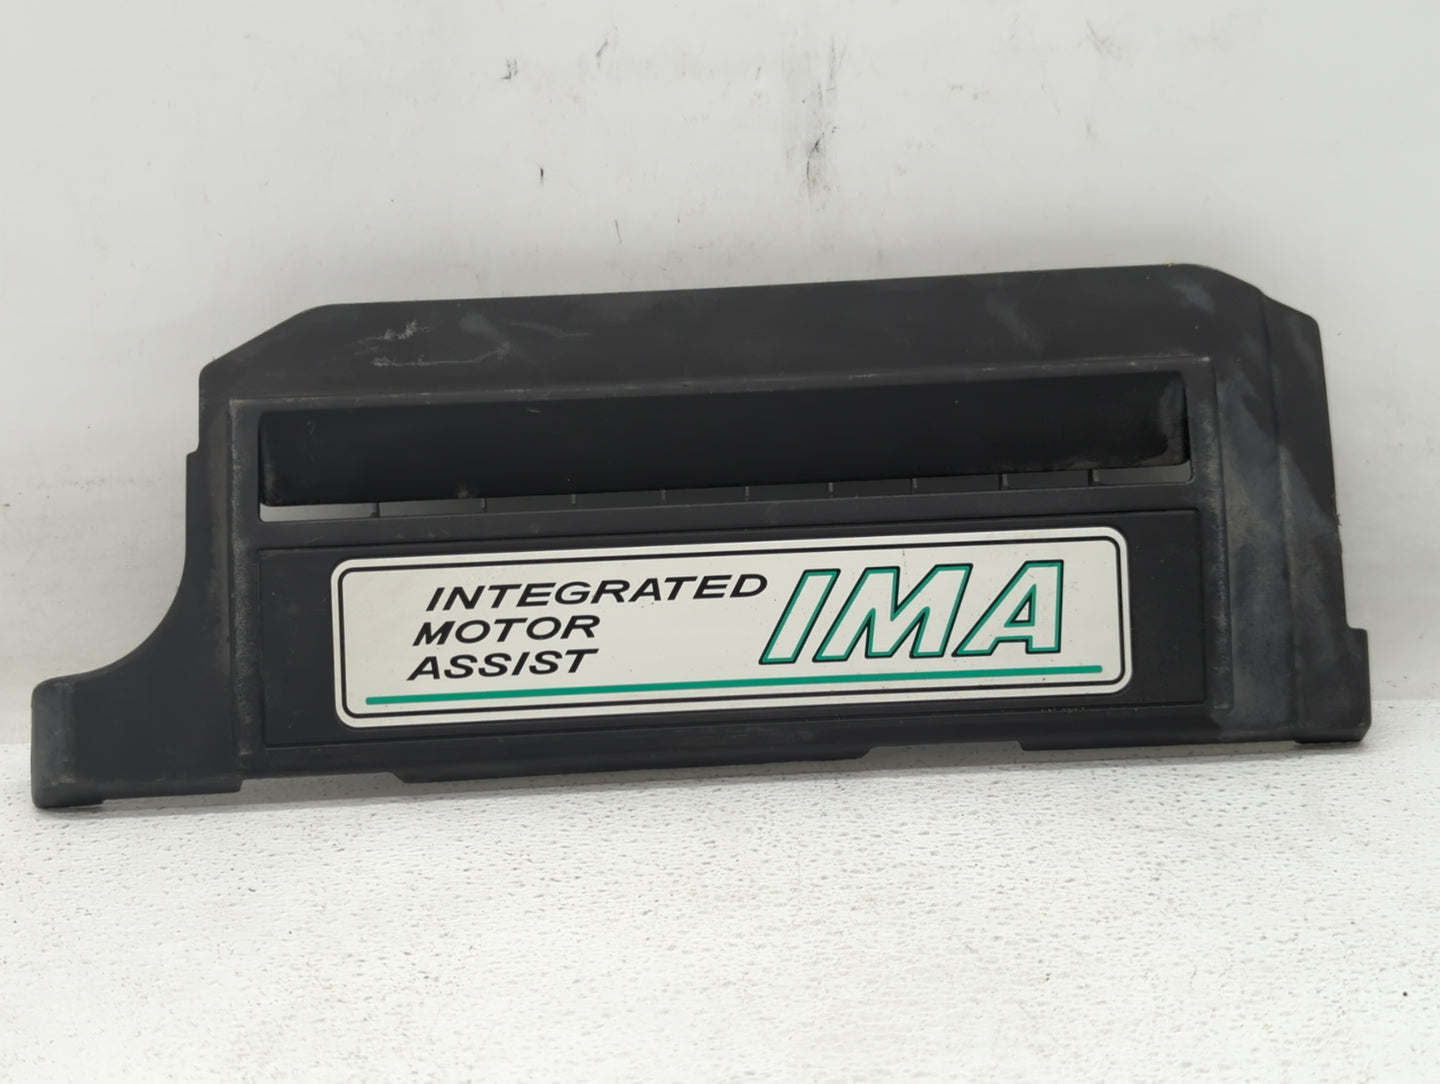 INTEGRATED
MOTOR
ASSIST
IMA